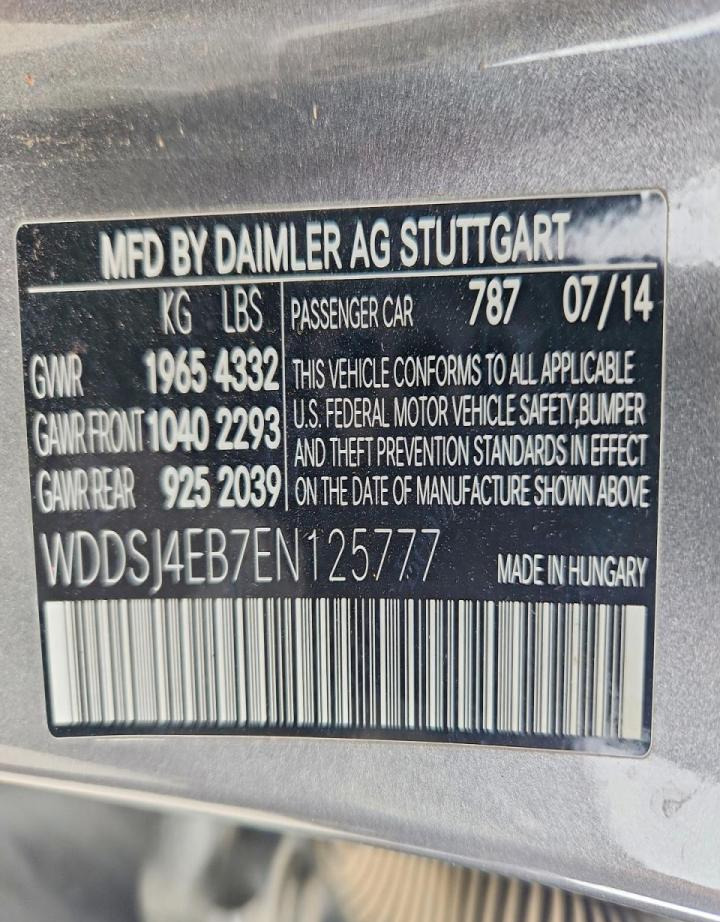 MFD BY DAIMLER AG STUTTGART
KG LBS
GVWR 1965 4332
GAWR FRONT 1040 2293
GAWR REAR 925 2039
PASSENGER CAR 787 07/14
THIS VEHICLE CONFORMS TO ALL APPLICABLE
U.S. FEDERAL MOTOR VEHICLE SAFETY,BUMPER
AND THEFT PREVENTION STANDARDS IN EFFECT
ON THE DATE OF MANUFACTURE SHOWN ABOVE
WDDSJ4EB7EN125777 MADE IN HUNGARY